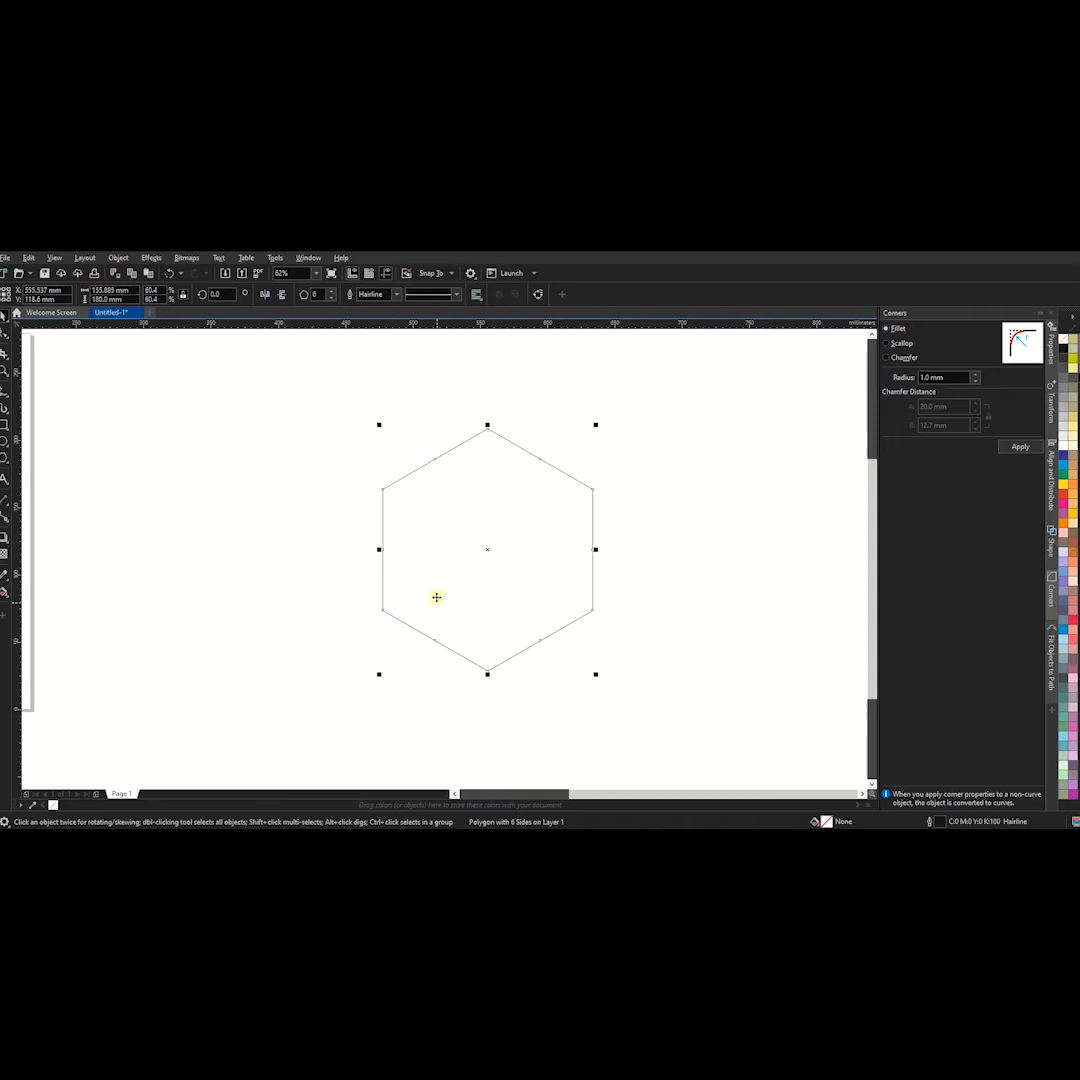 File Edit View Layout Object Effects Bitmaps Text Table Tools Window Help
62% Snap To Launch
X: 555.537 mm 155.885 mm 60.4 % 0.0 ° 6 Hairline
Y: 118.6 mm 180.0 mm 60.4 %
Welcome Screen Untitled-1*
millimeters
Corners
Fillet
Scallop
Chamfer
Radius: 1.0 mm
Chamfer Distance
A: 20.0 mm
B: 12.7 mm
Apply
Properties
Transform
Align and Distribute
Shape
Corners
Fit Objects to Path
When you apply corner properties to a non-curve
object, the object is converted to curves.
1 of 1 Page 1
Drag colors (or objects) here to store these colors with your document
Click an object twice for rotating/skewing; dbl-clicking tool selects all objects; Shift+click multi-selects; Alt+click digs; Ctrl+click selects in a group Polygon with 6 Sides on Layer 1 None C:0 M:0 Y:0 K:100 Hairline